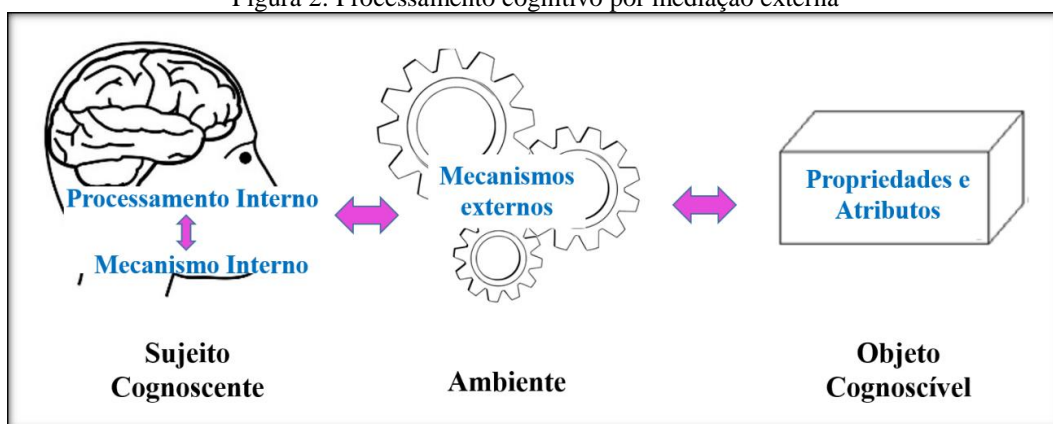 Figura 2: Processamento cognitivo por mediação externa
Processamento Interno
Mecanismo Interno
Mecanismos
externos
Propriedades e
Atributos
Sujeito
Cognoscente
Ambiente
Objeto
Cognoscível